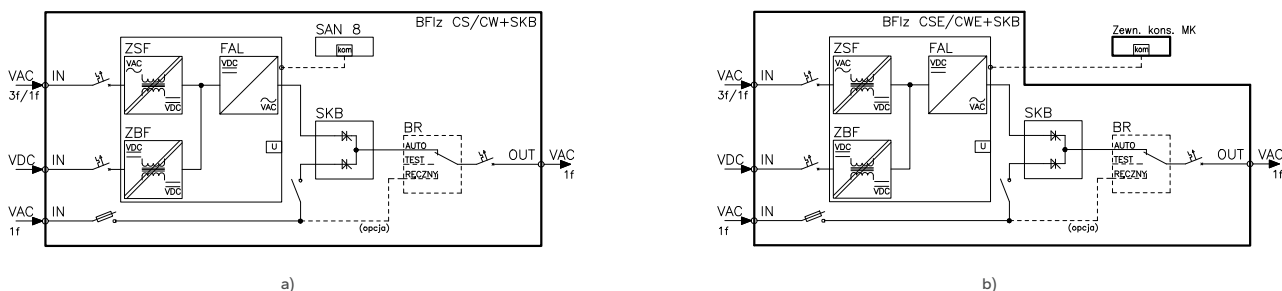 BFIz CS/CW+SKB
SAN 8
kom
ZSF
FAL
VAC
VDC
VDC
VAC
VAC
3f/1f
IN
ZBF
VDC
VDC
U
SKB
BR
AUTO
TEST
RĘCZNY
OUT
VAC
1f
VDC
IN
VAC
1f
IN
(opcja)
a)
BFIz CSE/CWE+SKB
Zewn. kons. MK
kom
ZSF
FAL
VAC
VDC
VDC
VAC
VAC
3f/1f
IN
ZBF
VDC
VDC
U
SKB
BR
AUTO
TEST
RĘCZNY
OUT
VAC
1f
VDC
IN
VAC
1f
IN
(opcja)
b)